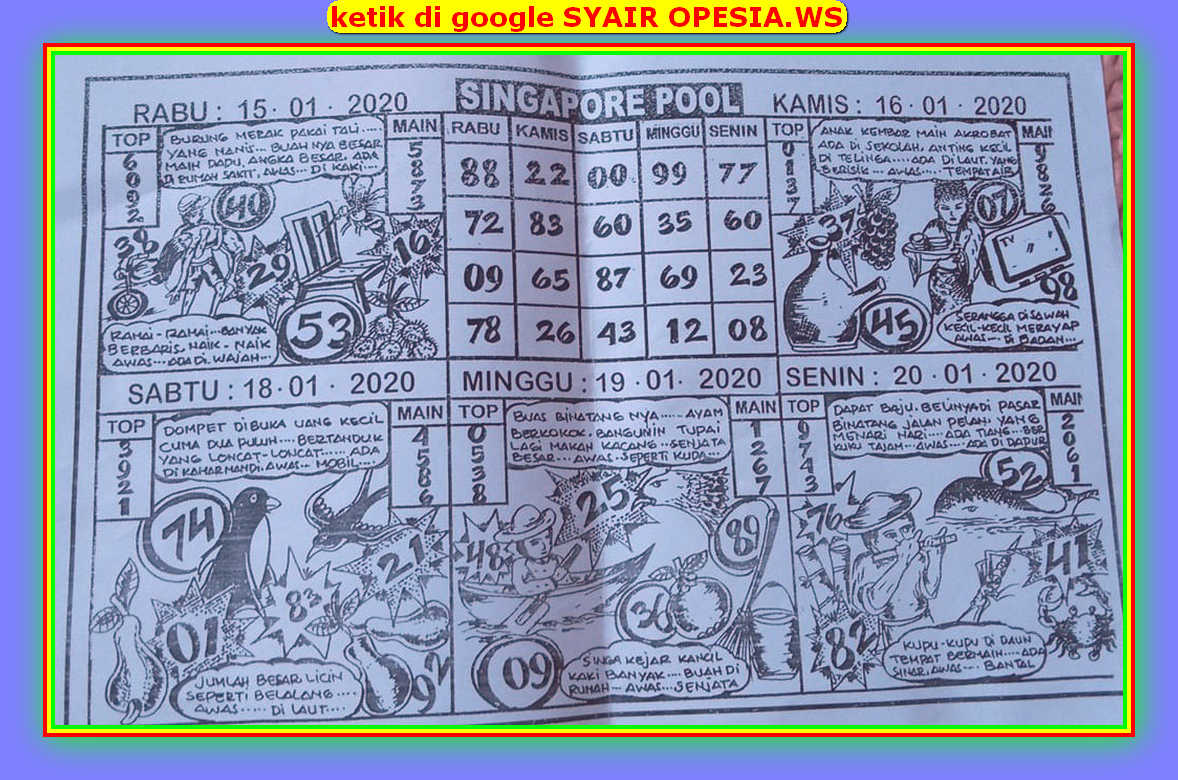 ketik di google SYAIR OPESIA.WS
SINGAPORE POOL
RABU : 15 · 01 · 2020
TOP
6
0
9
2
BURUNG MERAK PAKAI TALI.....
YANG MANIS... BUAH NYA BESAR
MAIN DADU, ANGKA BESAR, ADA
DI RUMAH SAKIT, AWAS... DI KAKI...
MAIN
5
8
7
3
40
38
29
16
53
RAMAI - RAMAI... BANYAK
BERBARIS, NAIK - NAIK
AWAS... ADA DI. WAJAH...
RABU KAMIS SABTU MINGGU SENIN
88 22 00 99 77
72 83 60 35 60
09 65 87 69 23
78 26 43 12 08
KAMIS : 16 · 01 · 2020
TOP
0
1
3
7
ANAK KEMBAR MAIN AKROBAT
ADA DI SEKOLAH, ANTING KECIL
DI TELINGA.... ADA DI LAUT. YANG
BERISIK ... AWAS..... TEMPAT AIR
MAIN
9
8
2
6
37
07
TV
98
45
SERANGGA DI SAWAH
KECIL-KECIL MERAYAP
AWAS... DI BADAN...
SABTU : 18 · 01 · 2020
TOP
3
9
2
1
DOMPET DIBUKA UANG KECIL
CUMA DUA PULUH.... BERTANDUK
YANG LONCAT-LONCAT..... ADA
DI KAMAR MANDI. AWAS... MOBIL...
MAIN
4
5
8
6
74
21
83
01
92
JUMLAH BESAR LICIN
SEPERTI BELALANG ....
AWAS ..... DI LAUT....
MINGGU : 19 · 01 · 2020
TOP
0
5
3
8
BUAS BINATANG NYA ..... AYAM
BERKOKOK. BANGUNIN TUPAI
LAGI MAKAN KACANG ...SENJATA
BESAR... AWAS. SEPERTI KUDA...
MAIN
1
2
6
7
25
48
89
36
09
SINGA KEJAR KANCIL
KAKI BANYAK .... BUAH DI
RUMAH... AWAS...SENJATA
SENIN : 20 · 01 · 2020
TOP
9
7
4
3
DAPAT BAJU. BELINYA DI PASAR
BINATANG JALAN PELAN, YANG
MENARI HARI.... ADA TIANG ... BER
KUKU TAJAM... AWAS... ADA DI DAPUR
MAIN
2
0
6
1
52
76
41
82
KUPU-KUPU DI DAUN
TEMPAT BERMAIN.... ADA
SINAR. AWAS... BANTAL